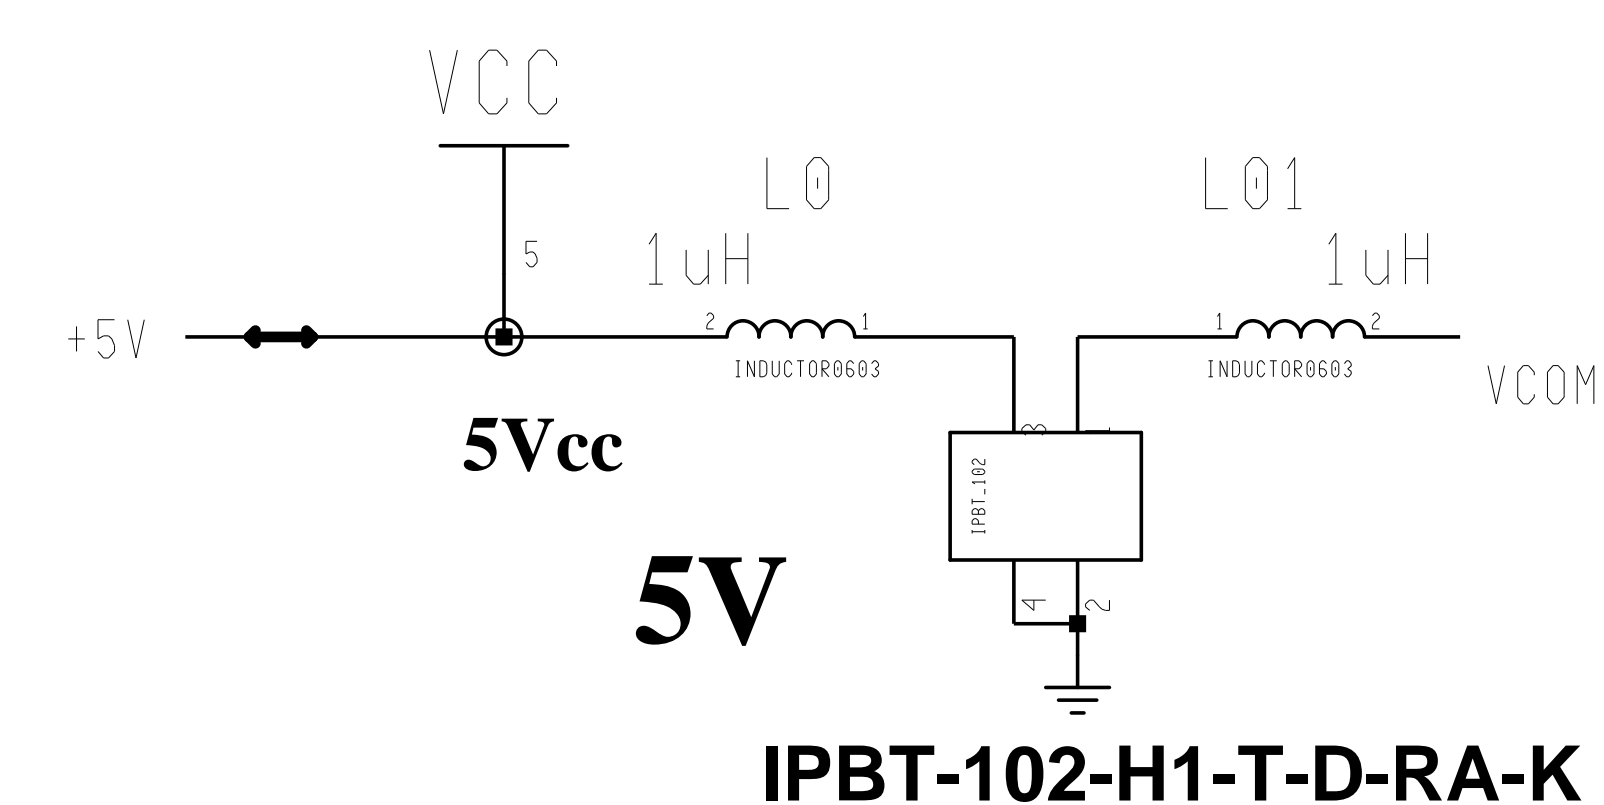 VCC
L0
L01
5
1uH
1uH
+5V
2
1
1
2
INDUCTOR0603
INDUCTOR0603
VCOM
5Vcc
3
1
IPBT_102
5V
4
2
IPBT-102-H1-T-D-RA-K